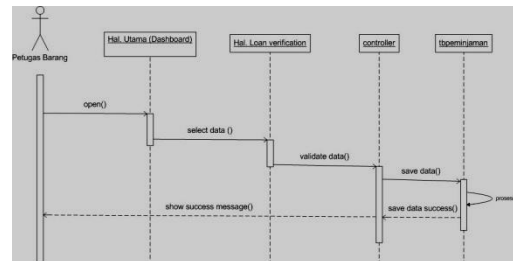 Hal. Utama (Dashboard)
Hal. Loan verification
controller
tbpeminjaman
Petugas Barang
open()
select data ()
validate data()
save data()
proses
show success message()
save data success()